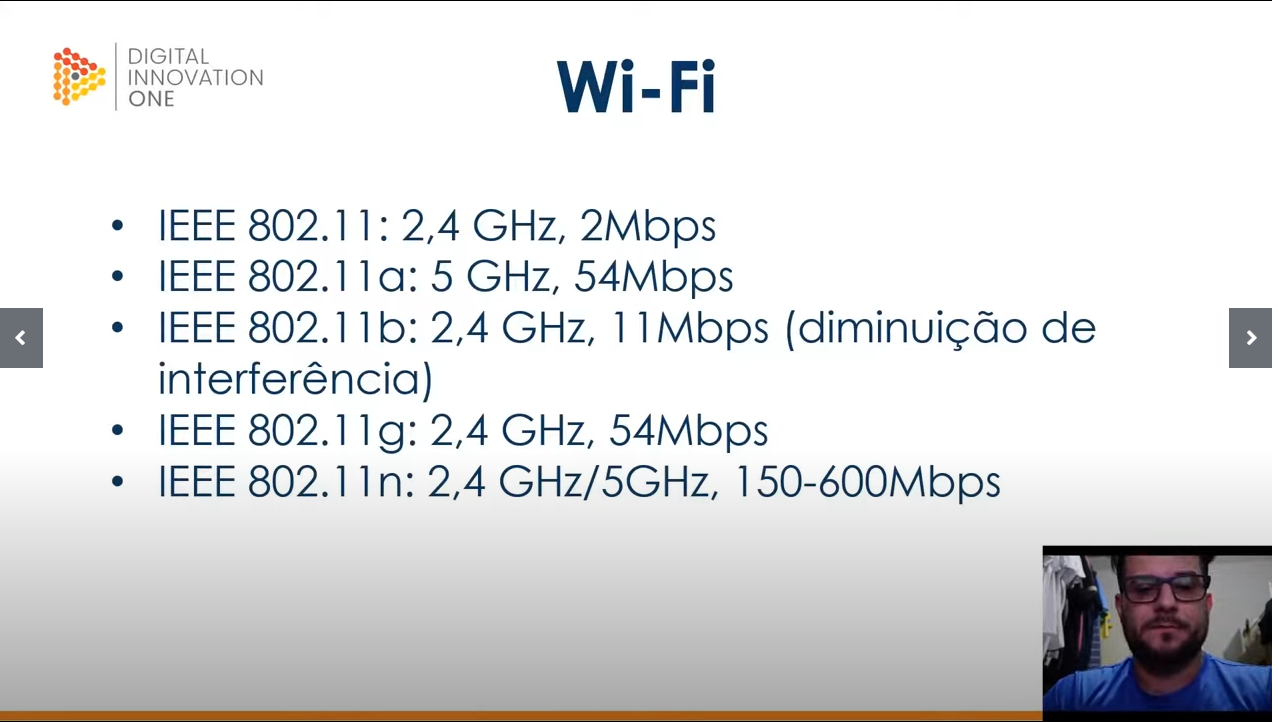 DIGITAL
INNOVATION
ONE
Wi-Fi
• IEEE 802.11: 2,4 GHz, 2Mbps
• IEEE 802.11a: 5 GHz, 54Mbps
• IEEE 802.11b: 2,4 GHz, 11Mbps (diminuição de
interferência)
• IEEE 802.11g: 2,4 GHz, 54Mbps
• IEEE 802.11n: 2,4 GHz/5GHz, 150-600Mbps